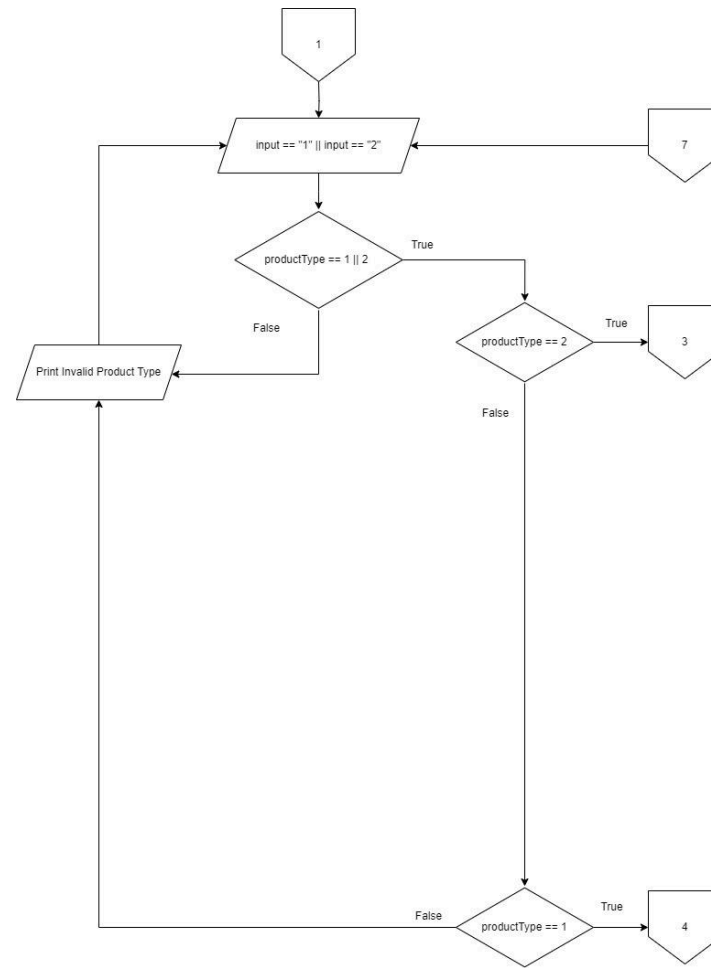 1
input == "1" || input == "2"
7
True
productType == 1 || 2
True
False
productType == 2
3
Print Invalid Product Type
False
False
True
productType == 1
4